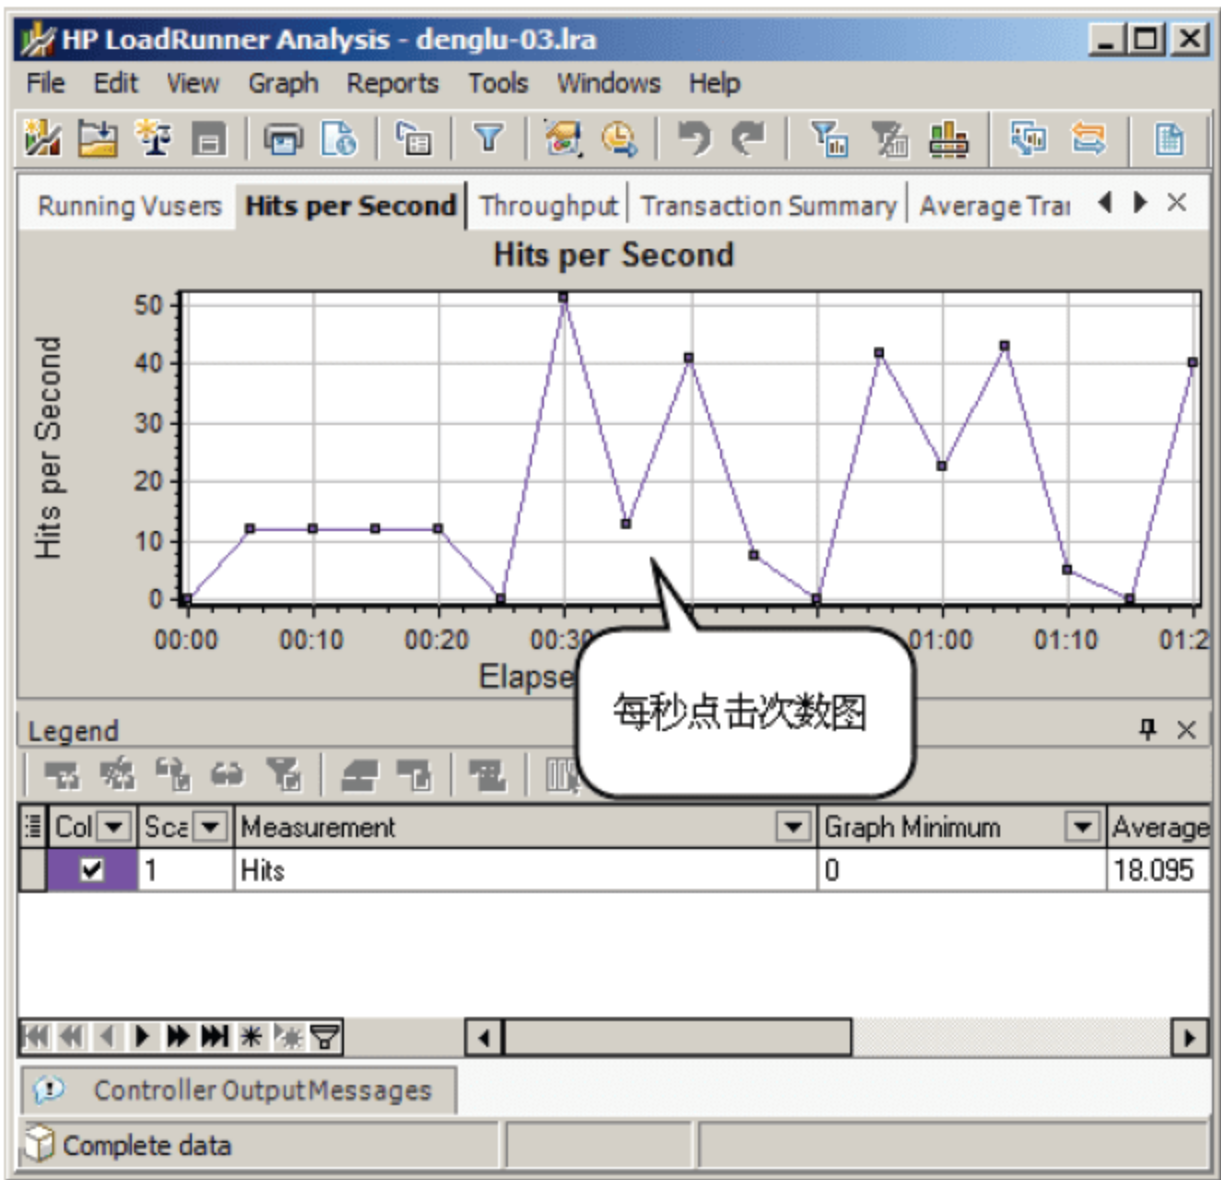 HP LoadRunner Analysis - denglu-03.lra
File Edit View Graph Reports Tools Windows Help
Running Vusers Hits per Second Throughput Transaction Summary Average Tra
Hits per Second
Hits per Second
50
40
30
20
10
0
00:00 00:10 00:20 00:30 01:00 01:10 01:2
Elapse
每秒点击次数图
Legend
Col Sca Measurement Graph Minimum Average
1 Hits 0 18.095
Controller Output Messages
Complete data